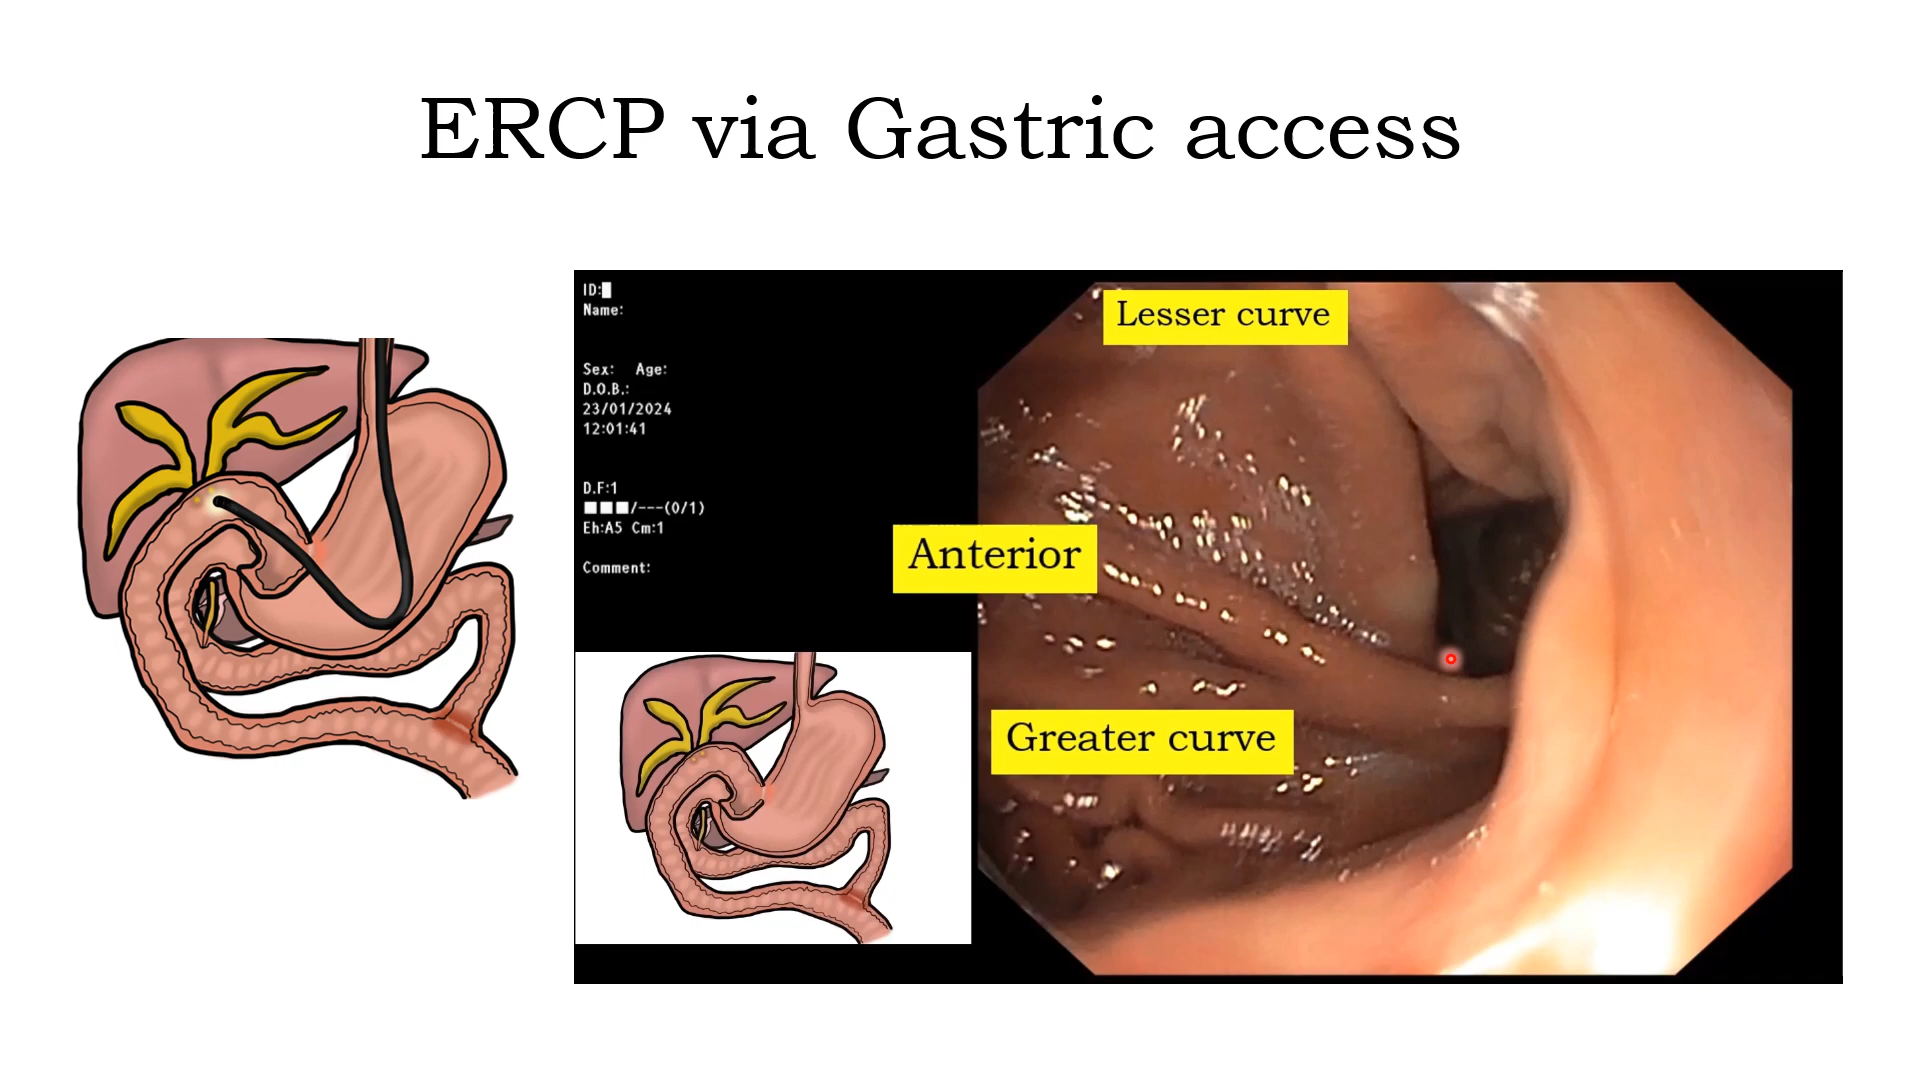 ERCP via Gastric access
ID:
Name:
Sex: Age:
D.O.B.:
23/01/2024
12:01:41
D.F:1
■■■/---(0/1)
Eh:A5 Cm:1
Comment:
Lesser curve
Anterior
Greater curve